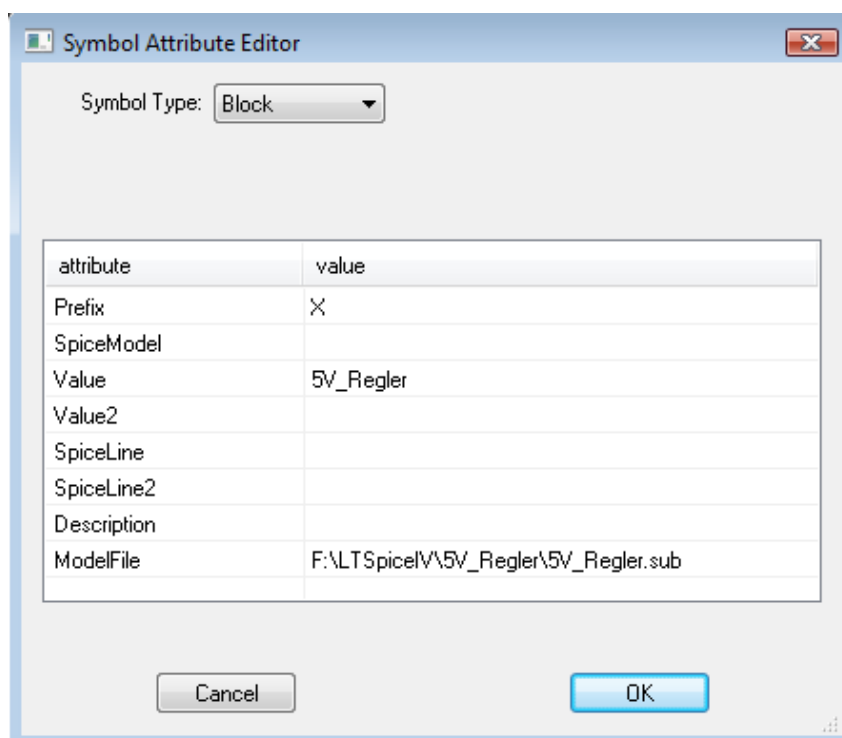 Symbol Attribute Editor
Symbol Type: Block
attribute value
Prefix X
SpiceModel
Value 5V_Regler
Value2
SpiceLine
SpiceLine2
Description
ModelFile F:\LTSpiceIV\5V_Regler\5V_Regler.sub
Cancel OK